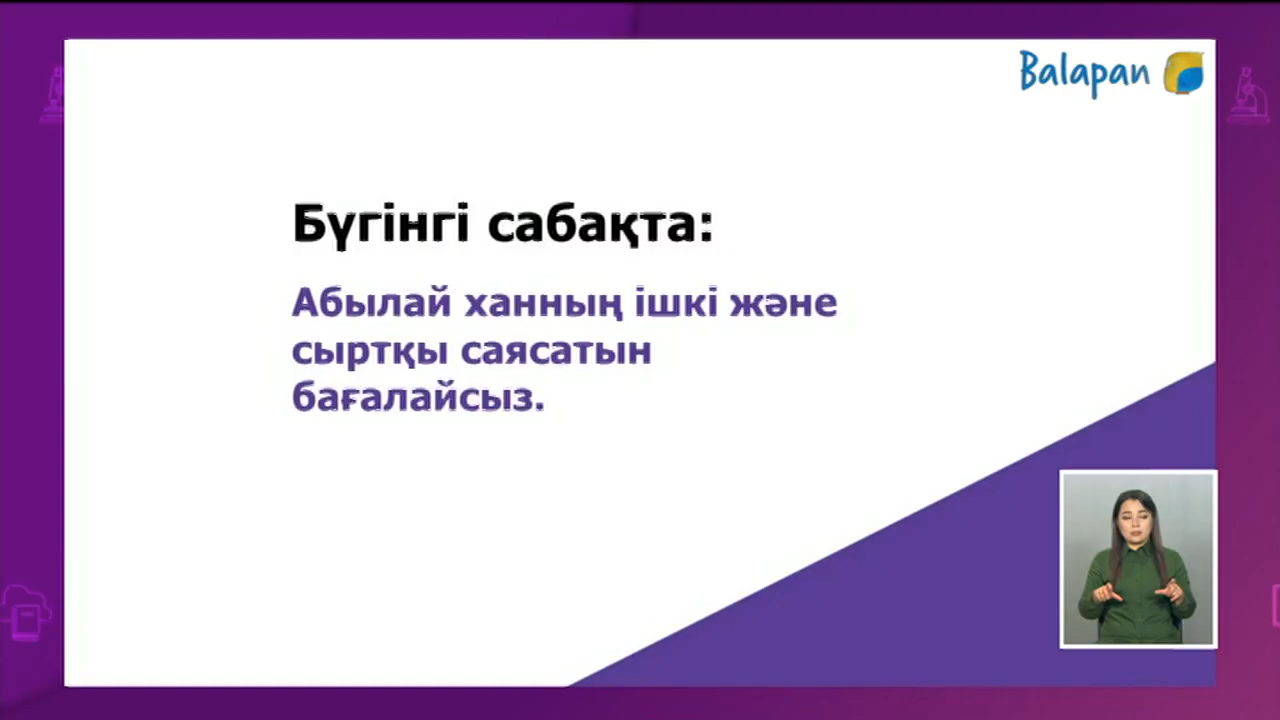 Balapan
Бүгінгі сабақта:
Абылай ханның ішкі және
сыртқы саясатын
бағалайсыз.